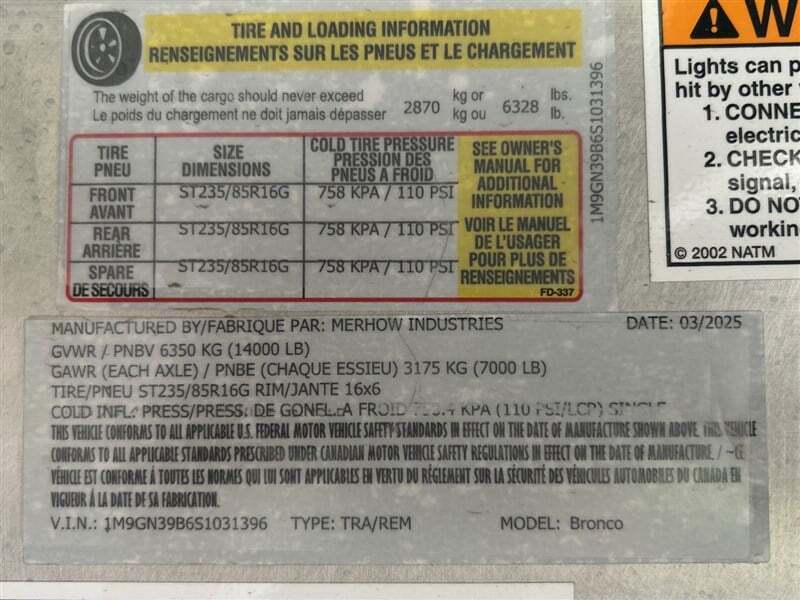 TIRE AND LOADING INFORMATION
RENSEIGNEMENTS SUR LES PNEUS ET LE CHARGEMENT
The weight of the cargo should never exceed 2870 kg or 6328 lbs.
Le poids du chargement ne doit jamais dépasser kg ou lb.
TIRE PNEU SIZE DIMENSIONS COLD TIRE PRESSURE PRESSION DES PNEUS A FROID
FRONT AVANT ST235/85R16G 758 KPA / 110 PSI
REAR ARRIÈRE ST235/85R16G 758 KPA / 110 PSI
SPARE DE SECOURS ST235/85R16G 758 KPA / 110 PSI
SEE OWNER'S
MANUAL FOR
ADDITIONAL
INFORMATION
VOIR LE MANUEL
DE L'USAGER
POUR PLUS DE
RENSEIGNEMENTS
FD-337
1M9GN39B6S1031396
W
Lights can p
hit by other
1. CONNE
electric
2. CHECK
signal,
3. DO NO
workin
© 2002 NATM
MANUFACTURED BY/FABRIQUE PAR: MERHOW INDUSTRIES DATE: 03/2025
GVWR / PNBV 6350 KG (14000 LB)
GAWR (EACH AXLE) / PNBE (CHAQUE ESSIEU) 3175 KG (7000 LB)
TIRE/PNEU ST235/85R16G RIM/JANTE 16x6
COLD INFL. PRESS/PRESS. DE GONFL.A FROID KPA (110 PSI/LCP) SINGLE
THIS VEHICLE CONFORMS TO ALL APPLICABLE U.S. FEDERAL MOTOR VEHICLE SAFETY STANDARDS IN EFFECT ON THE DATE OF MANUFACTURE SHOWN ABOVE. THIS VEHICLE
CONFORMS TO ALL APPLICABLE STANDARDS PRESCRIBED UNDER CANADIAN MOTOR VEHICLE SAFETY REGULATIONS IN EFFECT ON THE DATE OF MANUFACTURE. / ~CE
VÉHICLE EST CONFORME À TOUTES LES NORMES QUI LUI SONT APPLICABLES EN VERTU DU RÉGLEMENT SUR LA SÉCURITÉ DES VÉHICULES AUTOMOBILES DU CANADA EN
VIGUEUR À LA DATE DE SA FABRICATION.
V.I.N.: 1M9GN39B6S1031396 TYPE: TRA/REM MODEL: Bronco